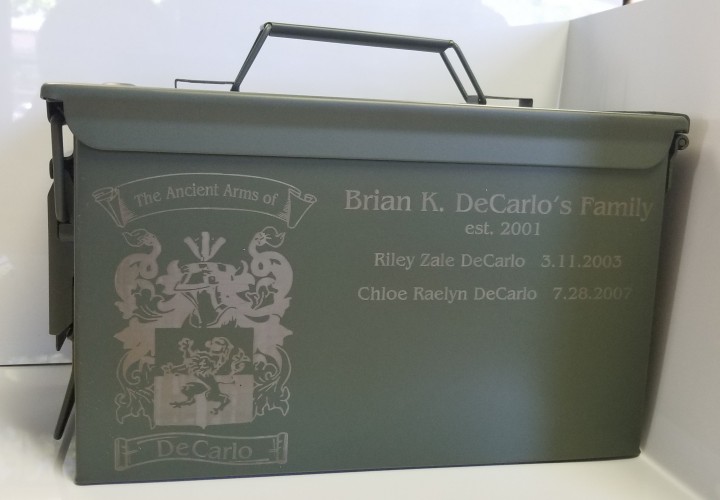 The Ancient Arms of
DeCarlo
Brian K. DeCarlo's Family
est. 2001
Riley Zale DeCarlo 3.11.2003
Chloe Raelyn DeCarlo 7.28.2007